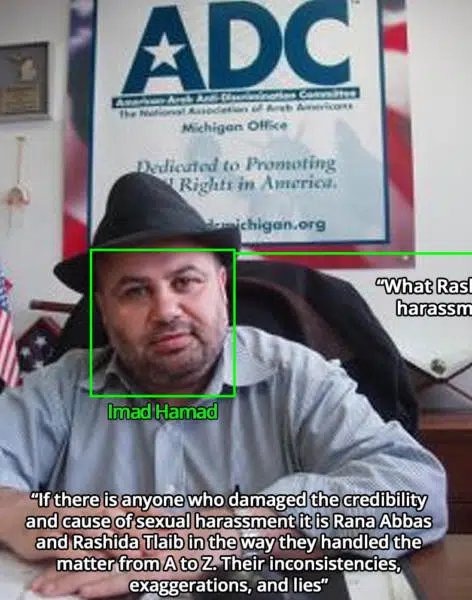 ADC
American-Arab Anti-Discrimination Committee
The National Association of Arab Americans
Michigan Office
Dedicated to Promoting
Rights in America.
michigan.org
“What Rash
harassm
Imad Hamad
“If there is anyone who damaged the credibility
and cause of sexual harassment it is Rana Abbas
and Rashida Tlaib in the way they handled the
matter from A to Z. Their inconsistencies,
exaggerations, and lies”